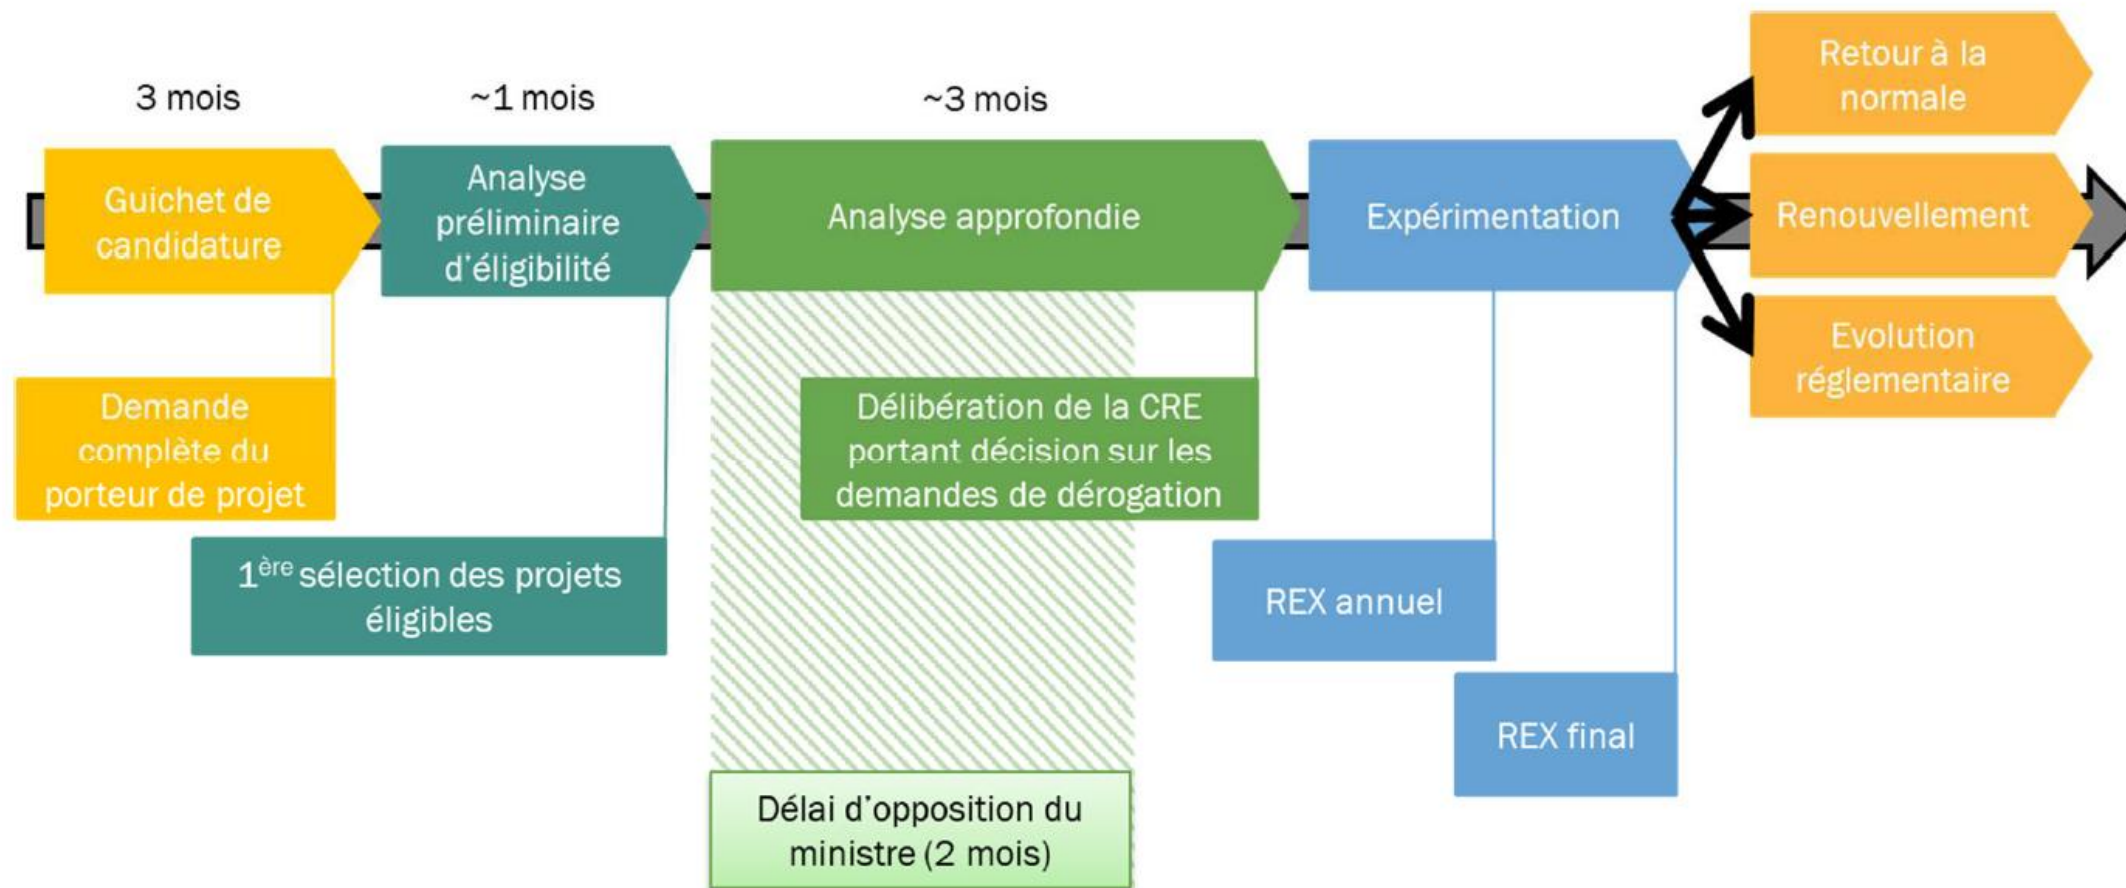 3 mois
~1 mois
~3 mois
Guichet de
candidature
Analyse
préliminaire
d'éligibilité
Analyse approfondie
Expérimentation
Retour à la
normale
Renouvellement
Evolution
réglementaire
Demande
complète du
porteur de projet
1ère sélection des projets
éligibles
Délibération de la CRE
portant décision sur les
demandes de dérogation
REX annuel
REX final
Délai d'opposition du
ministre (2 mois)